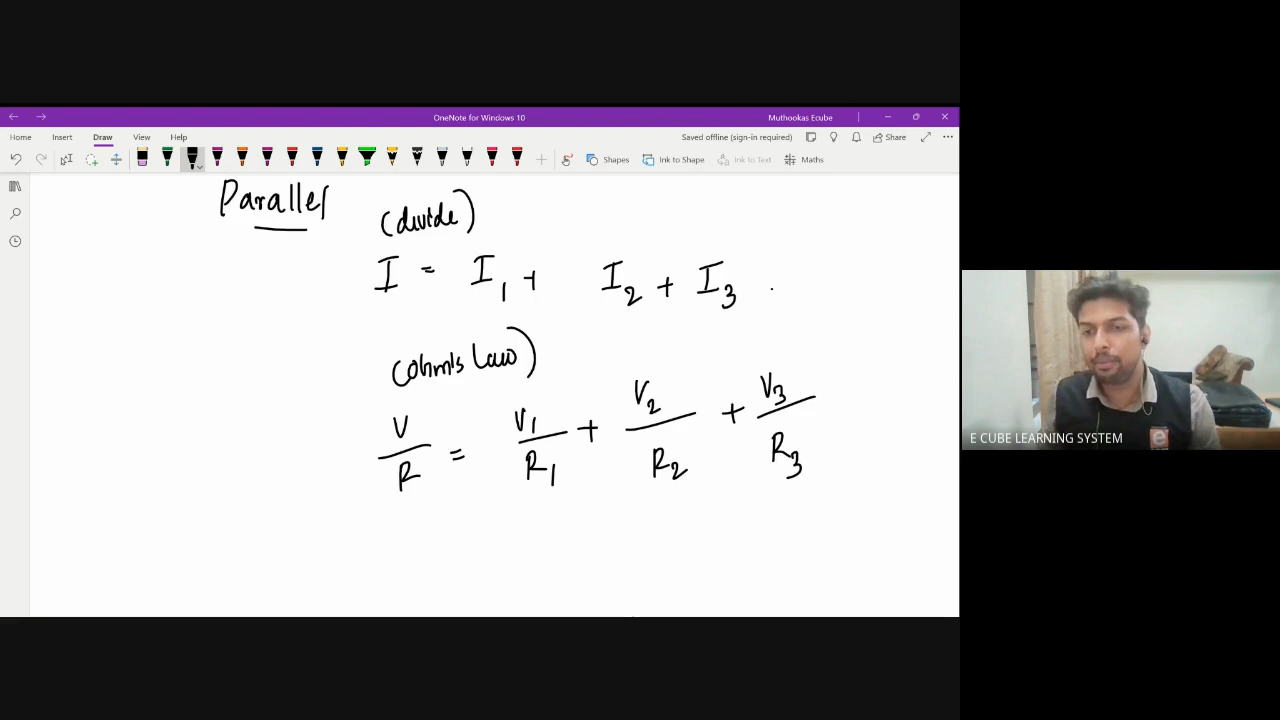 OneNote for Windows 10
Muthookas Ecube
Home Insert Draw View Help
Saved offline (sign-in required)
Share
Shapes
Ink to Shape
Ink to Text
Maths
Parallel
(divide)
I = I₁ + I₂ + I₃ .
(ohm's law)
V/R = V₁/R₁ + V₂/R₂ + V₃/R₃
E CUBE LEARNING SYSTEM
e